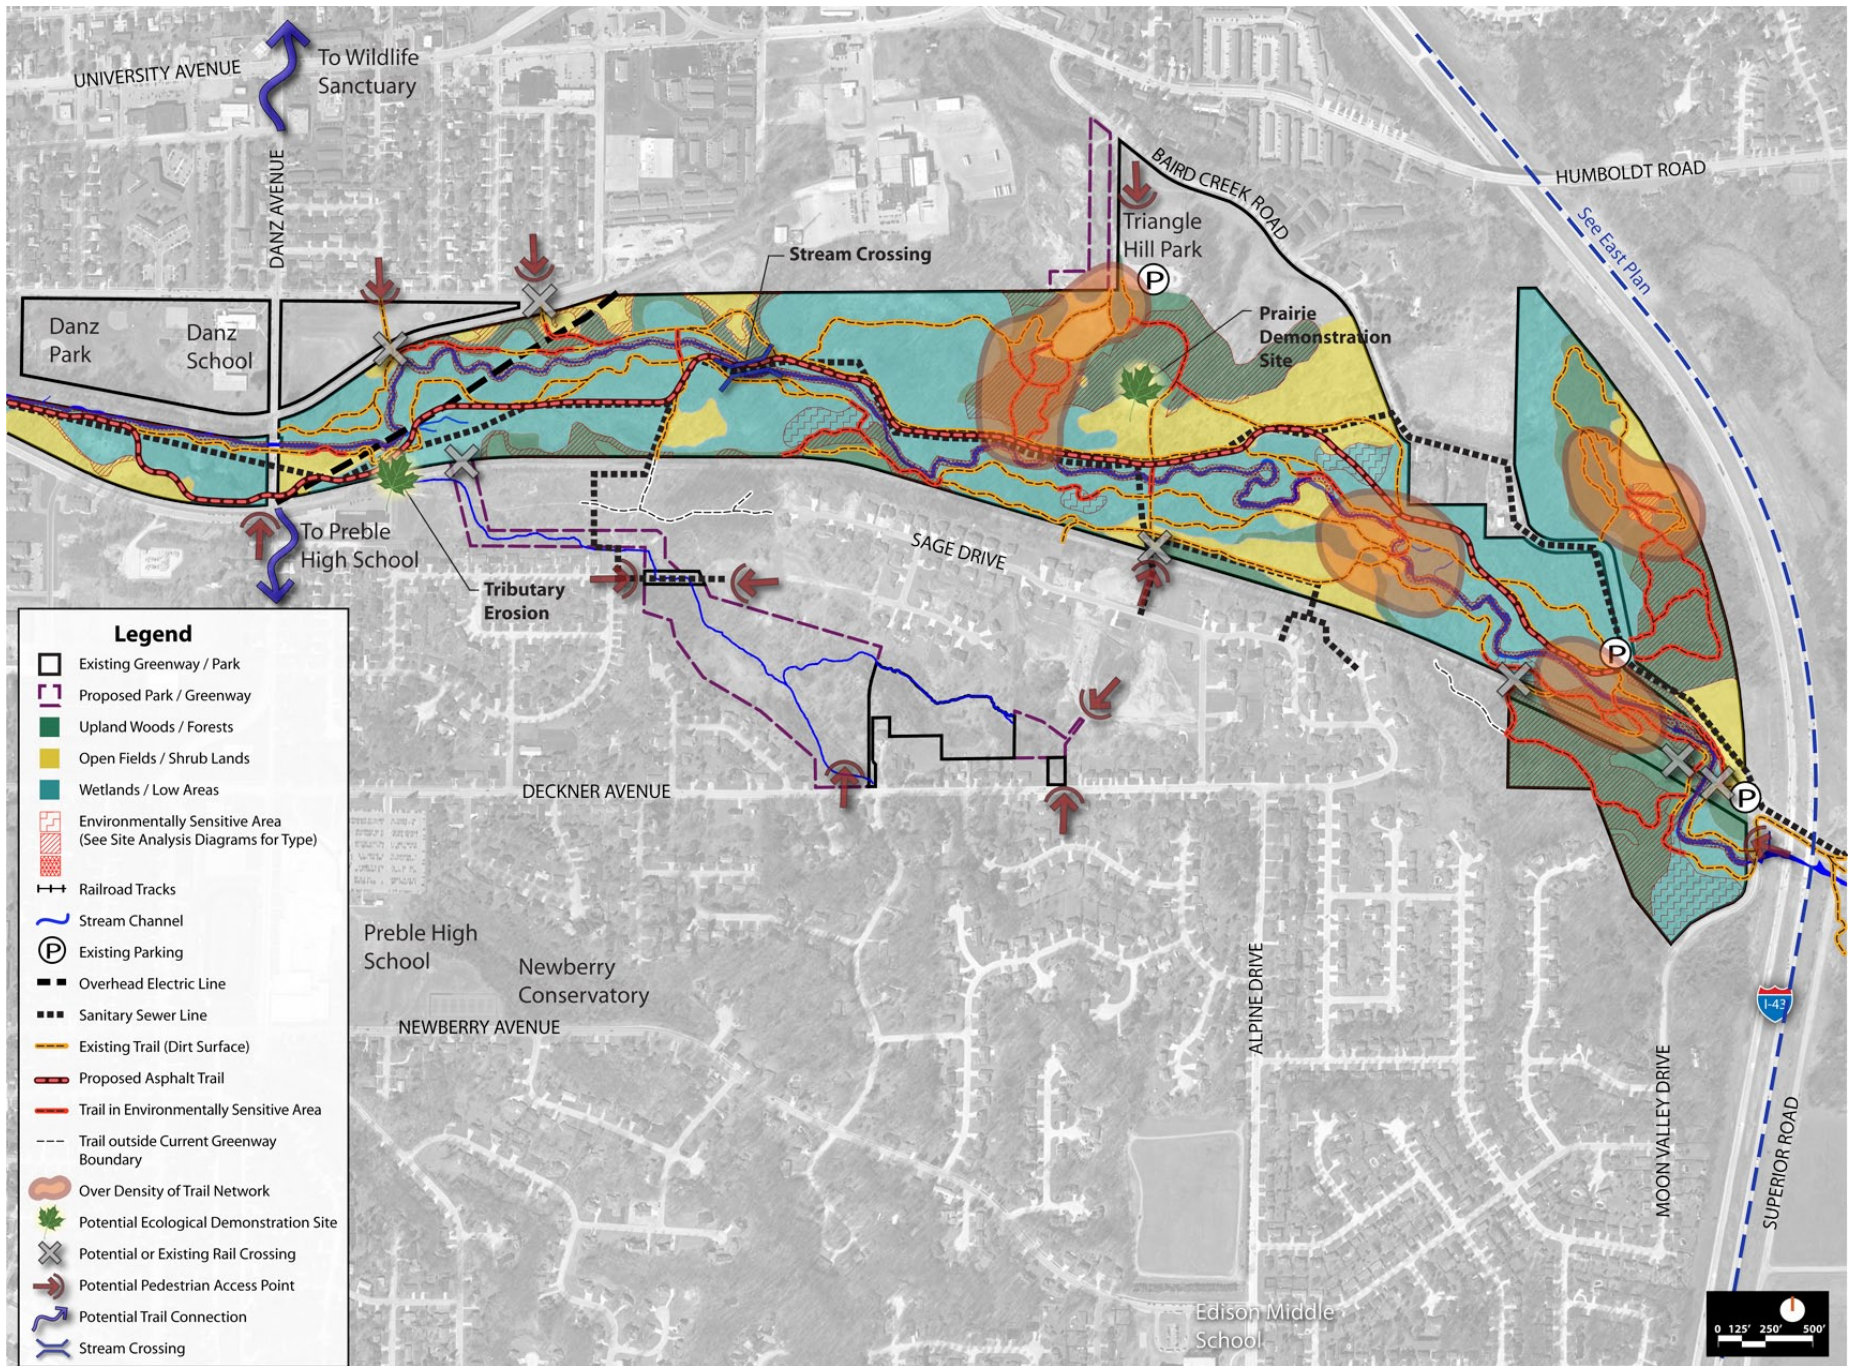 UNIVERSITY AVENUE
To Wildlife
Sanctuary
DANZ AVENUE
BAIRD CREEK ROAD
HUMBOLDT ROAD
See East Plan
Triangle
Hill Park
P
Stream Crossing
Prairie
Demonstration
Site
Danz
Park
Danz
School
To Preble
High School
SAGE DRIVE
Tributary
Erosion
P
P
DECKNER AVENUE
Preble High
School
Newberry
Conservatory
NEWBERRY AVENUE
ALPINE DRIVE
MOON VALLEY DRIVE
SUPERIOR ROAD
I-43
Edison Middle
School
Legend
Existing Greenway / Park
Proposed Park / Greenway
Upland Woods / Forests
Open Fields / Shrub Lands
Wetlands / Low Areas
Environmentally Sensitive Area
(See Site Analysis Diagrams for Type)
Railroad Tracks
Stream Channel
P Existing Parking
Overhead Electric Line
Sanitary Sewer Line
Existing Trail (Dirt Surface)
Proposed Asphalt Trail
Trail in Environmentally Sensitive Area
Trail outside Current Greenway
Boundary
Over Density of Trail Network
Potential Ecological Demonstration Site
Potential or Existing Rail Crossing
Potential Pedestrian Access Point
Potential Trail Connection
Stream Crossing
0 125' 250' 500'